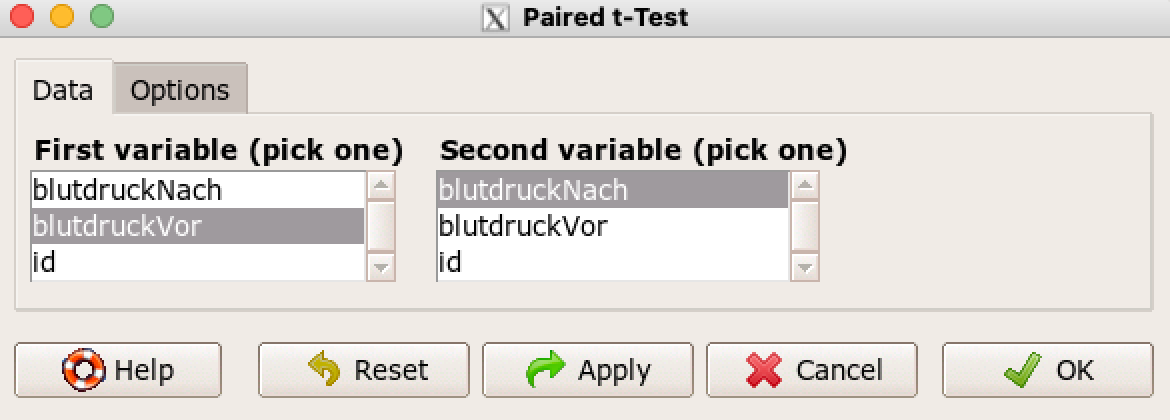 Paired t-Test
Data Options
First variable (pick one) Second variable (pick one)
blutdruckNach blutdruckNach
blutdruckVor blutdruckVor
id id
Help Reset Apply Cancel OK